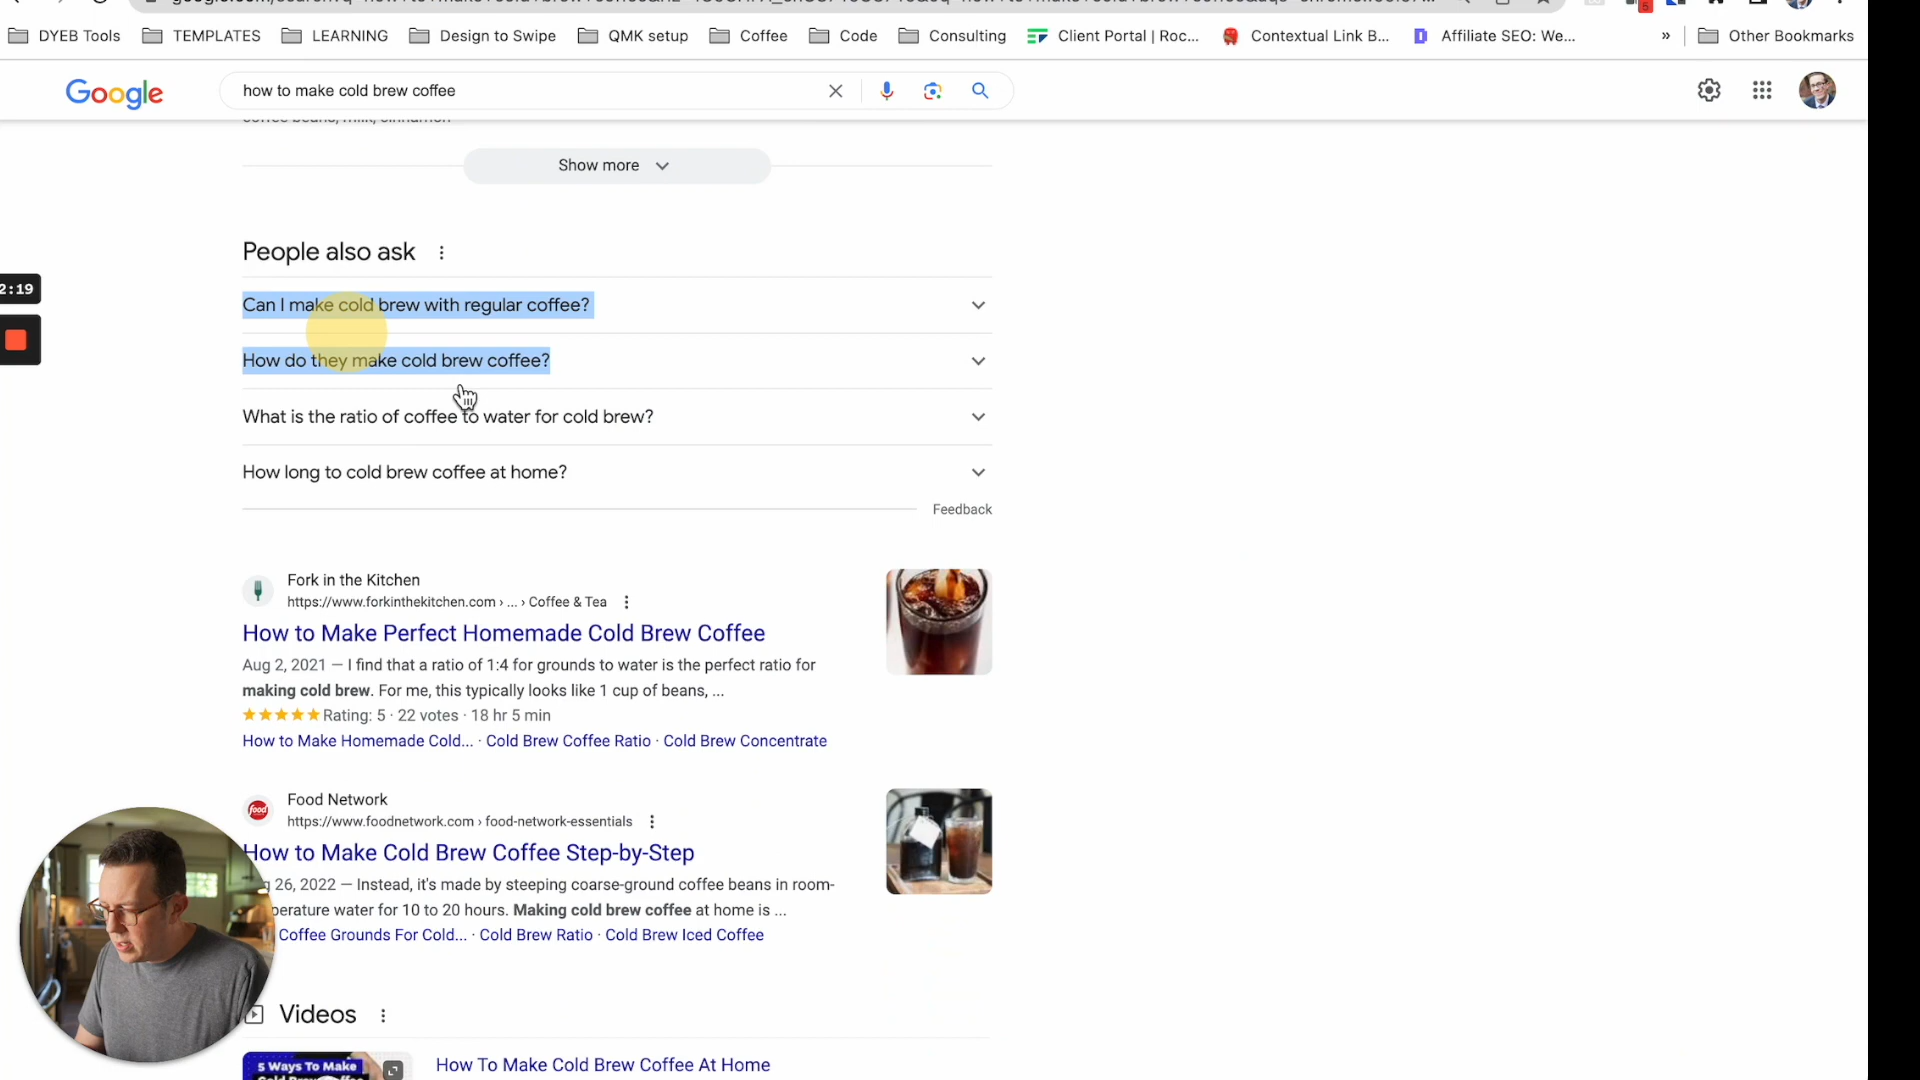 DYEB Tools
TEMPLATES
LEARNING
Design to Swipe
QMK setup
Coffee
Code
Consulting
Client Portal | Roc...
Contextual Link B...
Affiliate SEO: We...
»
Other Bookmarks
Google
how to make cold brew coffee
coffee beans, milk, cinnamon
Show more
People also ask
2:19
Can I make cold brew with regular coffee?
How do they make cold brew coffee?
What is the ratio of coffee to water for cold brew?
How long to cold brew coffee at home?
Feedback
Fork in the Kitchen
https://www.forkinthekitchen.com › ... › Coffee & Tea
How to Make Perfect Homemade Cold Brew Coffee
Aug 2, 2021 — I find that a ratio of 1:4 for grounds to water is the perfect ratio for
making cold brew. For me, this typically looks like 1 cup of beans, ...
Rating: 5 · 22 votes · 18 hr 5 min
How to Make Homemade Cold... · Cold Brew Coffee Ratio · Cold Brew Concentrate
food
Food Network
https://www.foodnetwork.com › food-network-essentials
How to Make Cold Brew Coffee Step-by-Step
26, 2022 — Instead, it's made by steeping coarse-ground coffee beans in room-
perature water for 10 to 20 hours. Making cold brew coffee at home is ...
Coffee Grounds For Cold... · Cold Brew Ratio · Cold Brew Iced Coffee
Videos
5 Ways To Make
How To Make Cold Brew Coffee At Home